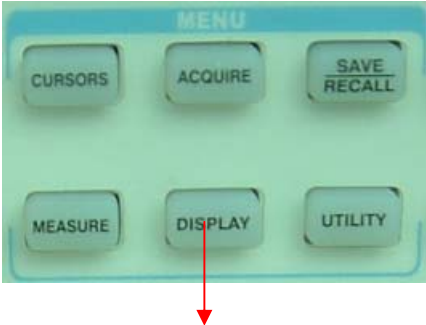 MENU
CURSORS ACQUIRE SAVE
RECALL
MEASURE DISPLAY UTILITY